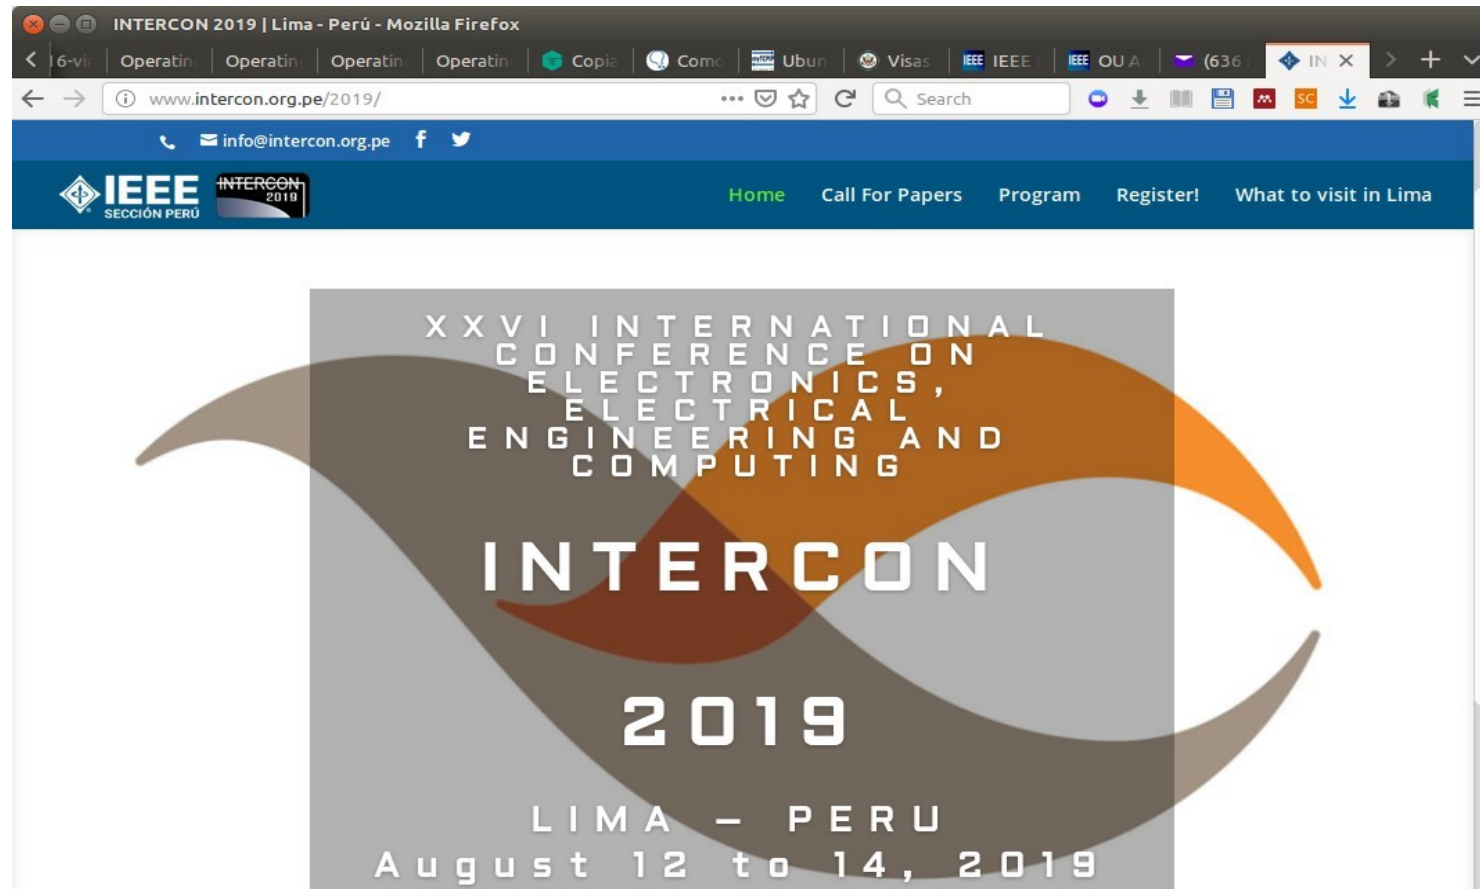 INTERCON 2019 | Lima - Perú - Mozilla Firefox
16-vi Operatin Operatin Operatin Operatin Copia Como Ubun Visas IEEE OU A (636 IN
www.intercon.org.pe/2019/ Search
info@intercon.org.pe
IEEE SECCIÓN PERÚ INTERCON 2019 Home Call For Papers Program Register! What to visit in Lima
XXVI INTERNATIONAL
CONFERENCE ON
ELECTRONICS,
ELECTRICAL
ENGINEERING AND
COMPUTING
INTERCON
2019
LIMA – PERU
August 12 to 14, 2019